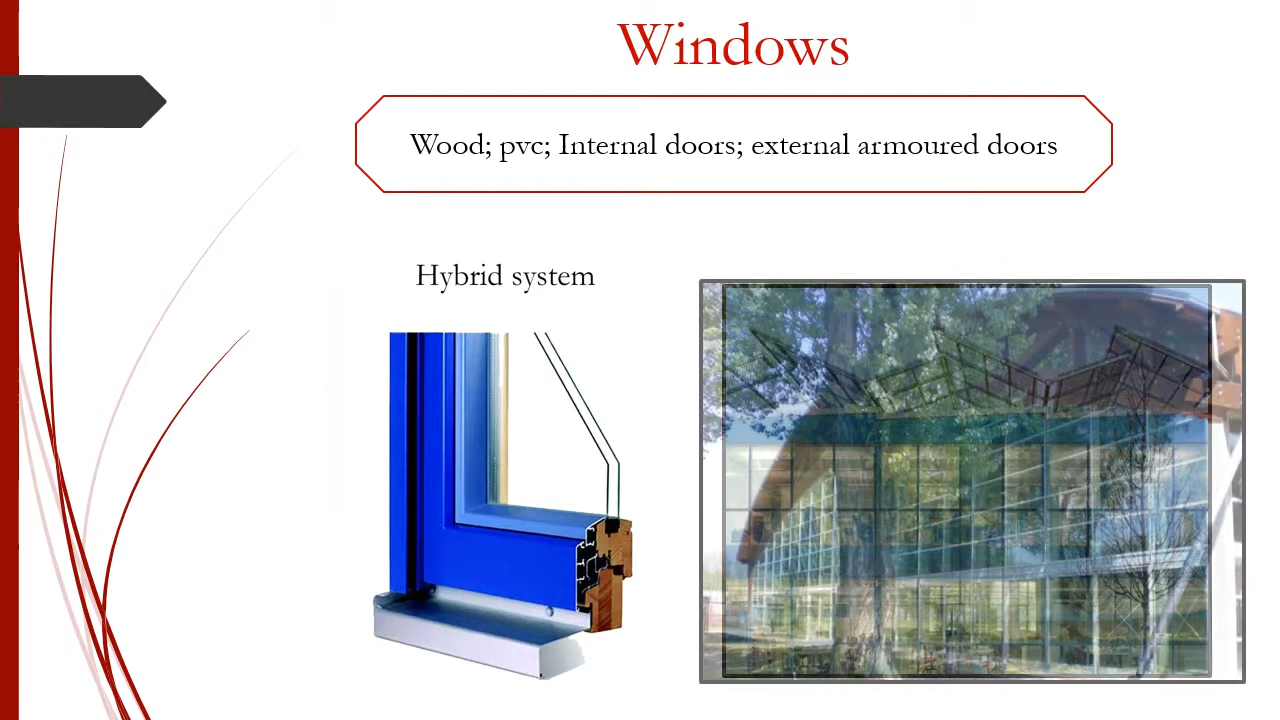 Windows
Wood; pvc; Internal doors; external armoured doors
Hybrid system